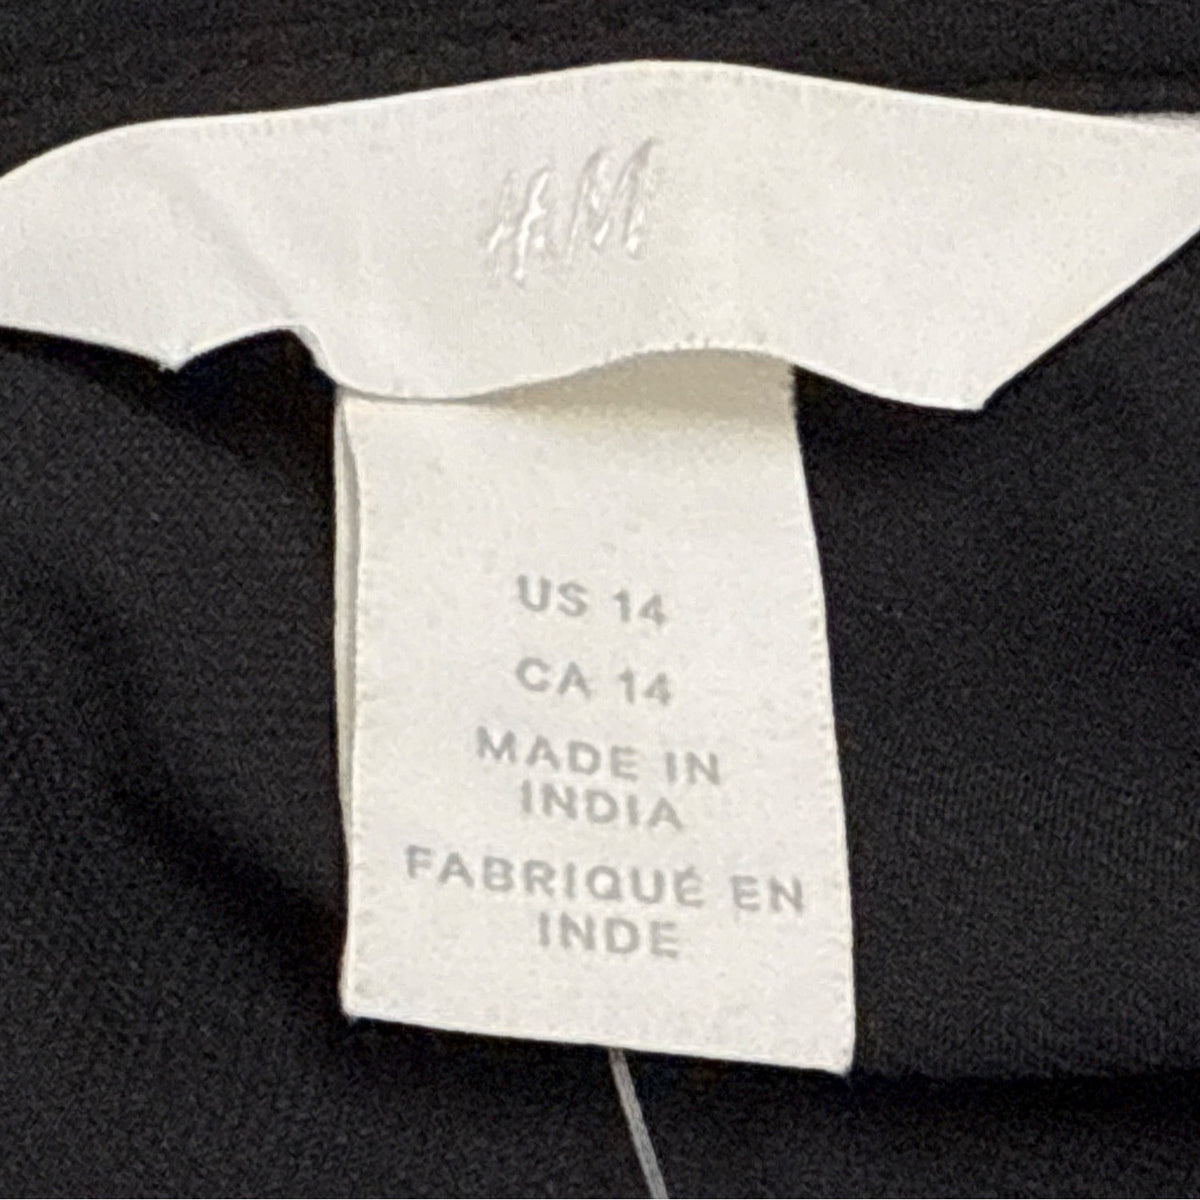 H&M
US 14
CA 14
MADE IN
INDIA
FABRIQUÉ EN
INDE